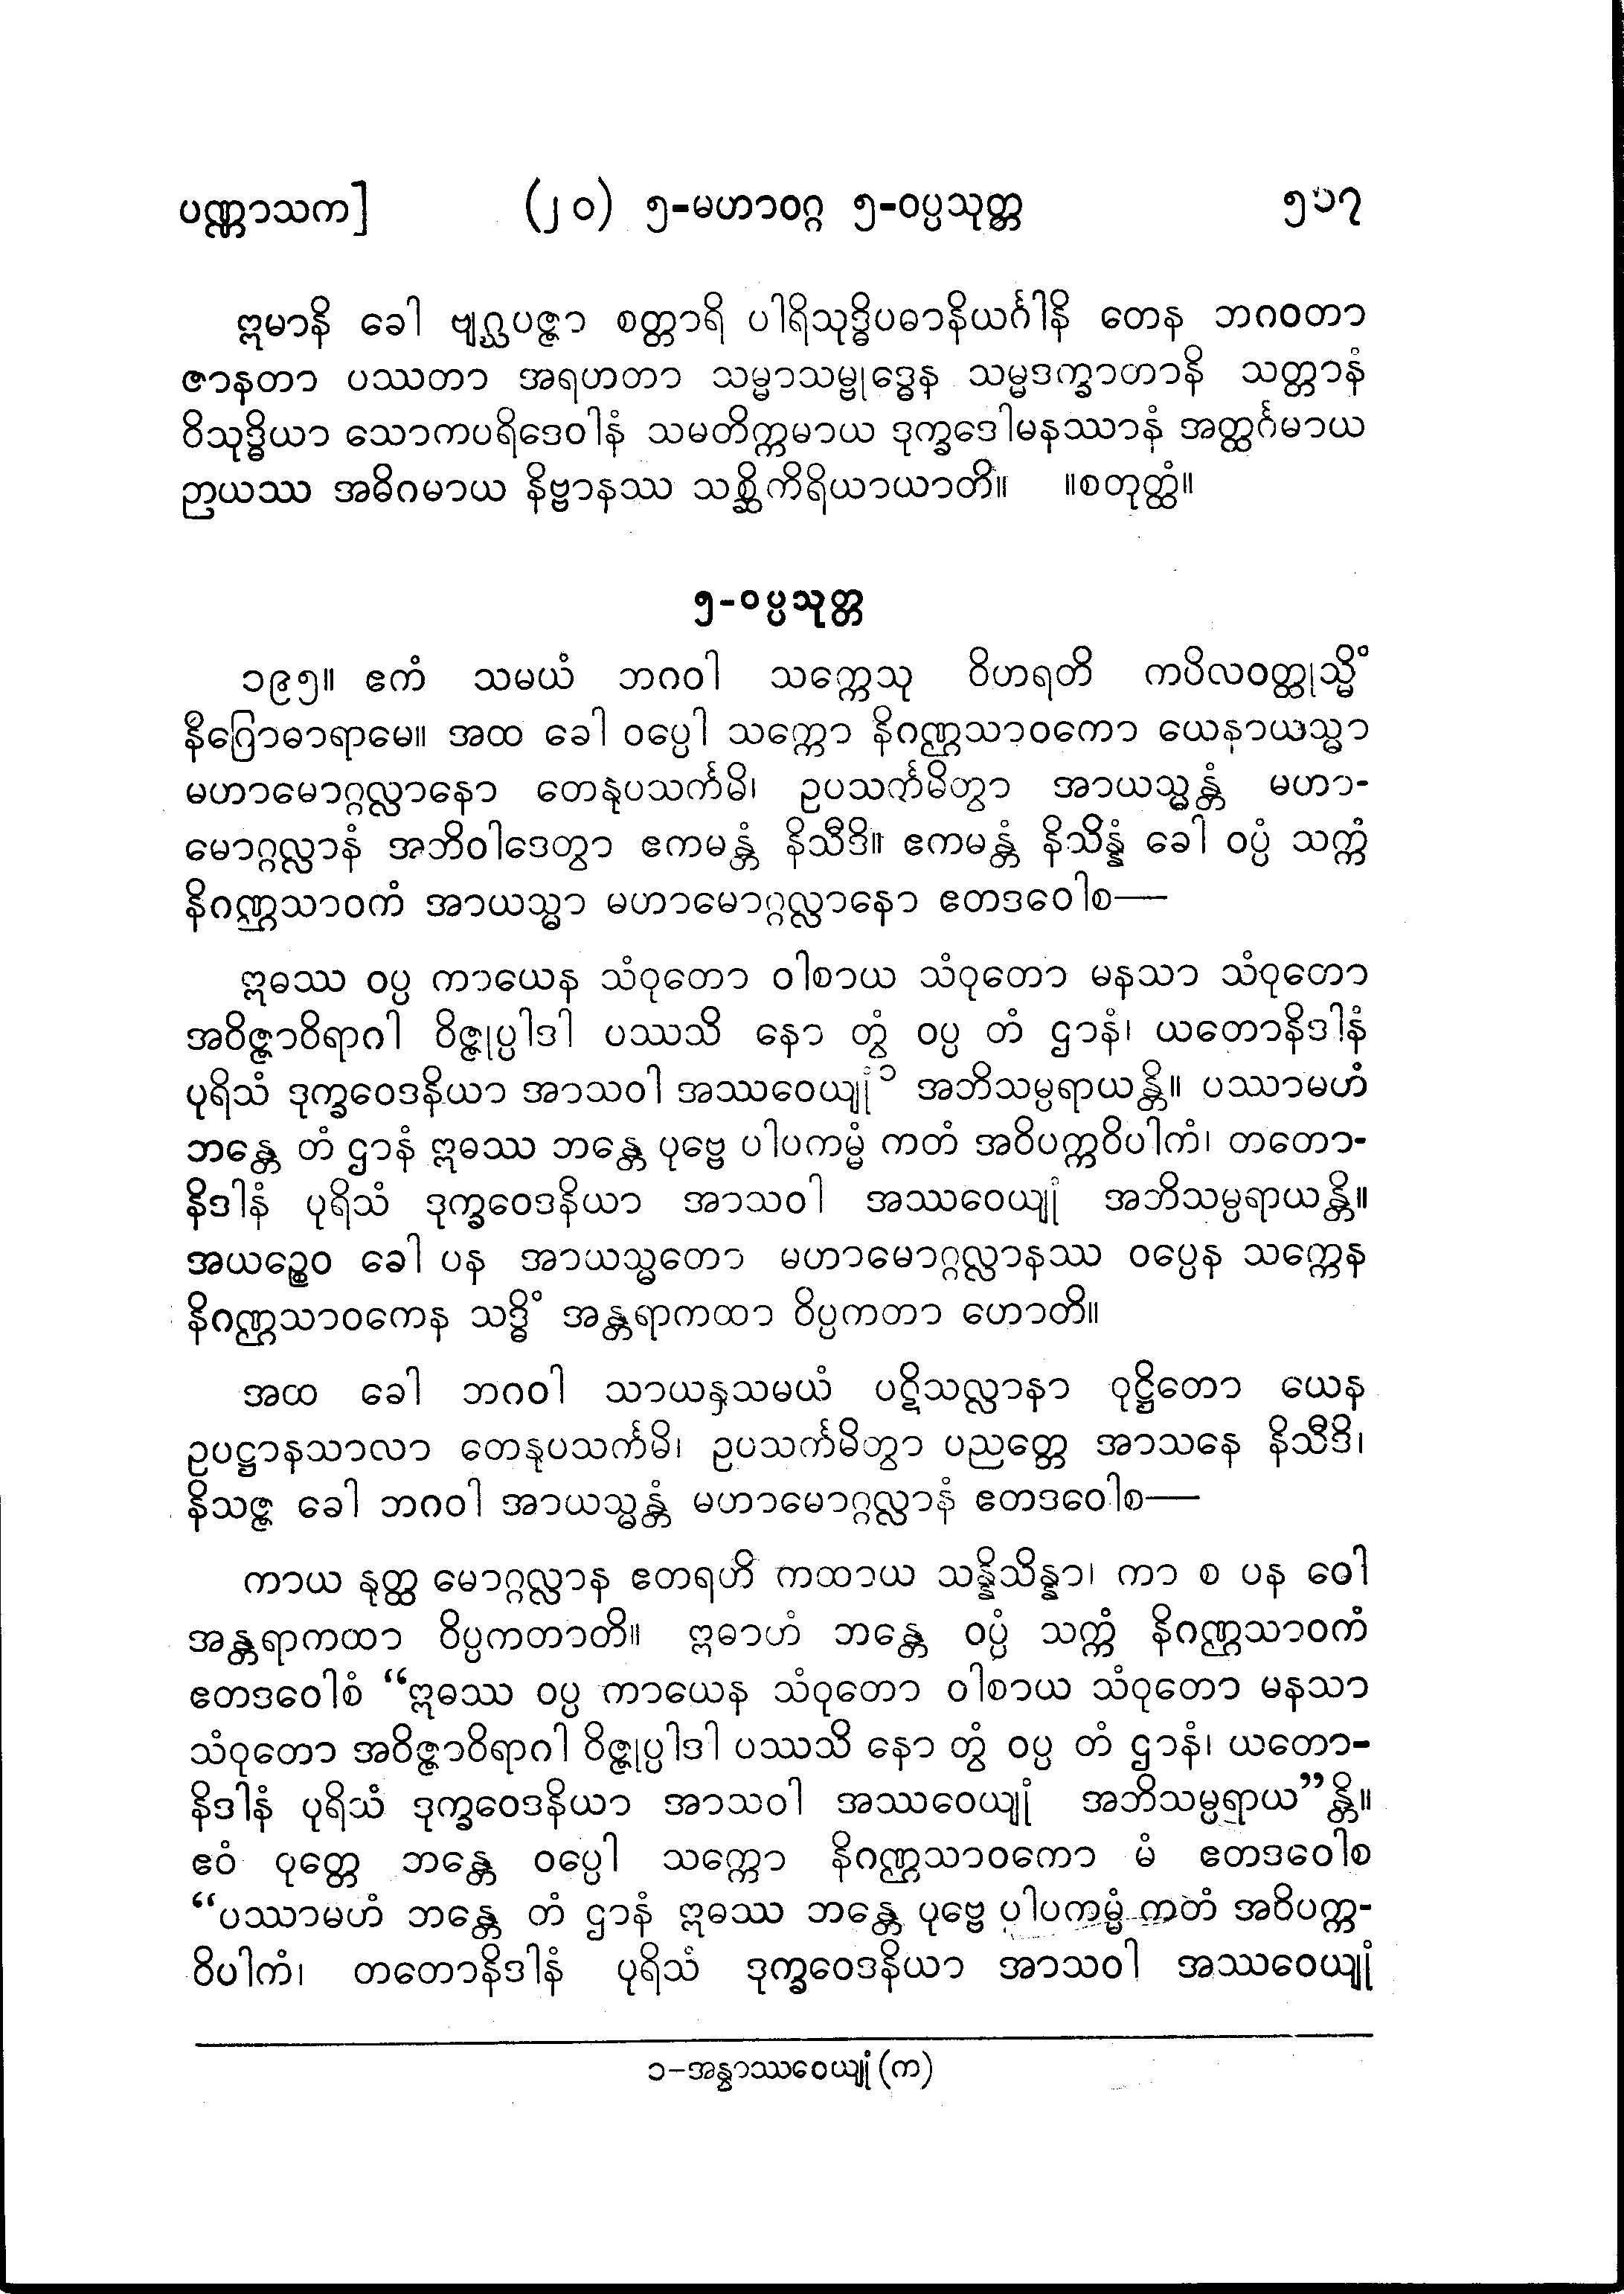 ပဏ္ဏာသက]	(၂၀) ၅-မဟာဝဂ္ဂ ၅-ဝပ္ပသုတ္တ	၅၁၇
ဣမာနိ ခေါ ဗျဂ္ဃပဇ္ဇာ စတ္တာရိ ပါရိသုဒ္ဓိပဓာနိယင်္ဂါနိ တေန ဘဂဝတာ
ဇာနတာ ပဿတာ အရဟတာ သမ္မာသမ္ဗုဒ္ဓေန သမ္မဒက္ခာတာနိ သတ္တာနံ
ဝိသုဒ္ဓိယာ သောကပရိဒေဝါနံ သမတိက္ကမာယ ဒုက္ခဒေါမနဿာနံ အတ္ထင်္ဂမာယ
ဉာယဿ အဓိဂမာယ နိဗ္ဗာနဿ သစ္ဆိကိရိယာယာတိ။ ။စတုတ္ထံ။
၅-ဝပ္ပသုတ္တ
၁၉၅။ ဧကံ သမယံ ဘဂဝါ သက္ကေသု ဝိဟရတိ ကပိလဝတ္ထုသ္မိံ
နိဂြောဓာရာမေ။ အထ ခေါ ဝပ္ပေါ သက္ကော နိဂဏ္ဌသာဝကော ယေနာယသ္မာ
မဟာမောဂ္ဂလ္လာနော တေနုပသင်္ကမိ၊ ဥပသင်္ကမိတွာ အာယသ္မန္တံ မဟာ-
မောဂ္ဂလ္လာနံ အဘိဝါဒေတွာ ဧကမန္တံ နိသီဒိ။ ဧကမန္တံ နိသိန္နံ ခေါ ဝပ္ပံ သက္ကံ
နိဂဏ္ဌသာဝကံ အာယသ္မာ မဟာမောဂ္ဂလ္လာနော ဧတဒဝေါစ—
ဣဓဿ ဝပ္ပ ကာယေန သံဝုတော ဝါစာယ သံဝုတော မနသာ သံဝုတော
အဝိဇ္ဇာဝိရာဂါ ဝိဇ္ဇုပ္ပါဒါ ပဿသိ နော တွံ ဝပ္ပ တံ ဌာနံ၊ ယတောနိဒါနံ
ပုရိသံ ဒုက္ခဝေဒနိယာ အာသဝါ အဿဝေယျုံ ၁ အဘိသမ္ပရာယန္တိ။ ပဿာမဟံ
ဘန္တေ တံ ဌာနံ ဣဓဿ ဘန္တေ ပုဗ္ဗေ ပါပကမ္မံ ကတံ အဝိပက္ကဝိပါကံ၊ တတော-
နိဒါနံ ပုရိသံ ဒုက္ခဝေဒနိယာ အာသဝါ အဿဝေယျုံ အဘိသမ္ပရာယန္တိ။
အယဉ္စေဝ ခေါ ပန အာယသ္မတော မဟာမောဂ္ဂလ္လာနဿ ဝပ္ပေန သက္ကေန
နိဂဏ္ဌသာဝကေန သဒ္ဓိံ အန္တရာကထာ ဝိပ္ပကတာ ဟောတိ။
အထ ခေါ ဘဂဝါ သာယနှသမယံ ပဋိသလ္လာနာ ဝုဋ္ဌိတော ယေန
ဥပဋ္ဌာနသာလာ တေနုပသင်္ကမိ၊ ဥပသင်္ကမိတွာ ပညတ္တေ အာသနေ နိသီဒိ၊
နိသဇ္ဇ ခေါ ဘဂဝါ အာယသ္မန္တံ မဟာမောဂ္ဂလ္လာနံ ဧတဒဝေါစ—
ကာယ နုတ္ထ မောဂ္ဂလ္လာန ဧတရဟိ ကထာယ သန္နိသိန္နာ၊ ကာ စ ပန ဝေါ
အန္တရာကထာ ဝိပ္ပကတာတိ။ ဣဓာဟံ ဘန္တေ ဝပ္ပံ သက္ကံ နိဂဏ္ဌသာဝကံ
ဧတဒဝေါစံ “ဣဓဿ ဝပ္ပ ကာယေန သံဝုတော ဝါစာယ သံဝုတော မနသာ
သံဝုတော အဝိဇ္ဇာဝိရာဂါ ဝိဇ္ဇုပ္ပါဒါ ပဿသိ နော တွံ ဝပ္ပ တံ ဌာနံ၊ ယတော-
နိဒါနံ ပုရိသံ ဒုက္ခဝေဒနိယာ အာသဝါ အဿဝေယျုံ အဘိသမ္ပရာယ”န္တိ။
ဧဝံ ဝုတ္တေ ဘန္တေ ဝပ္ပေါ သက္ကော နိဂဏ္ဌသာဝကော မံ ဧတဒဝေါစ
“ပဿာမဟံ ဘန္တေ တံ ဌာနံ ဣဓဿ ဘန္တေ ပုဗ္ဗေ ပါပကမ္မံ ကတံ အဝိပက္က-
ဝိပါကံ၊ တတောနိဒါနံ ပုရိသံ ဒုက္ခဝေဒနိယာ အာသဝါ အဿဝေယျုံ
၁-အန္ဝာဿဝေယျုံ (က)